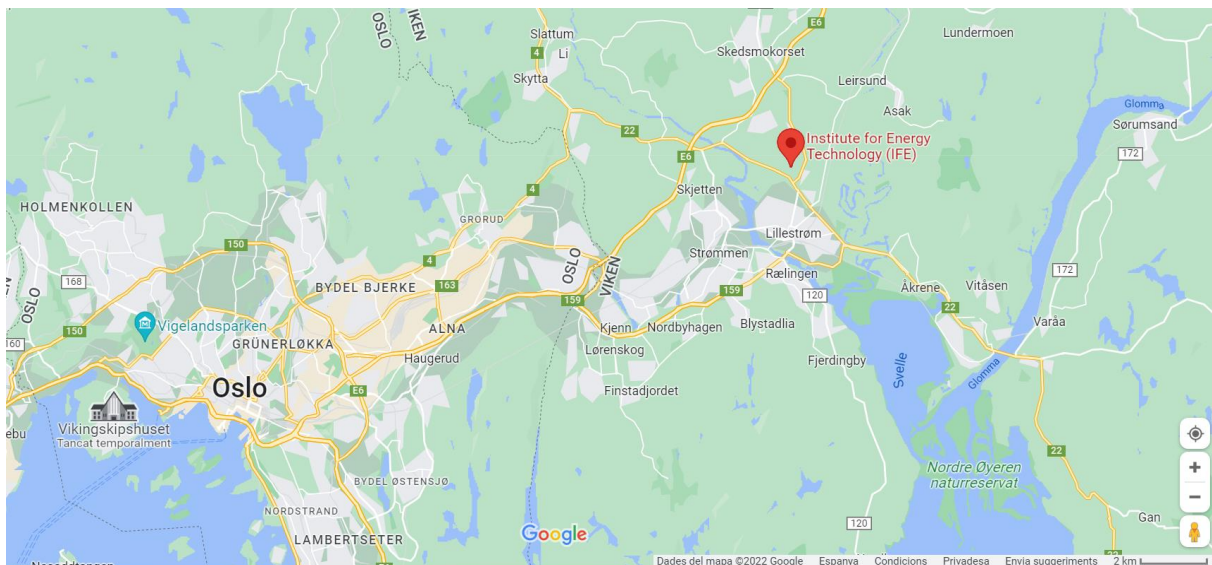 OSLO
VIKEN
Slattum
Li
4
Skytta
22
Skedsmokorset
E6
Lundermoen
Leirsund
Asak
Glomma
Sørumsand
172
Institute for Energy
Technology (IFE)
E6
Skjetten
HOLMENKOLLEN
GRORUD
4
150
168
OSLO
BYDEL BJERKE
4
163
OSLO
VIKEN
159
Strømmen
Lillestrøm
Rælingen
120
Åkrene
Vitåsen
172
22
Varåa
150
160
Vigelandsparken
GRÜNERLØKKA
ALNA
Haugerud
Kjenn
Nordbyhagen
159
Blystadlia
Lørenskog
Fjerdingby
Svelle
Glomma
Finstadjordet
Oslo
E6
Vikingskipshuset
Tancat temporalment
22
Nordre Øyeren
naturreservat
BYDEL ØSTENSJØ
NORDSTRAND
LAMBERTSETER
120
Gan
22
Google
Dades del mapa ©2022 Google Espanya Condicions Privadesa Envia suggeriments 2 km